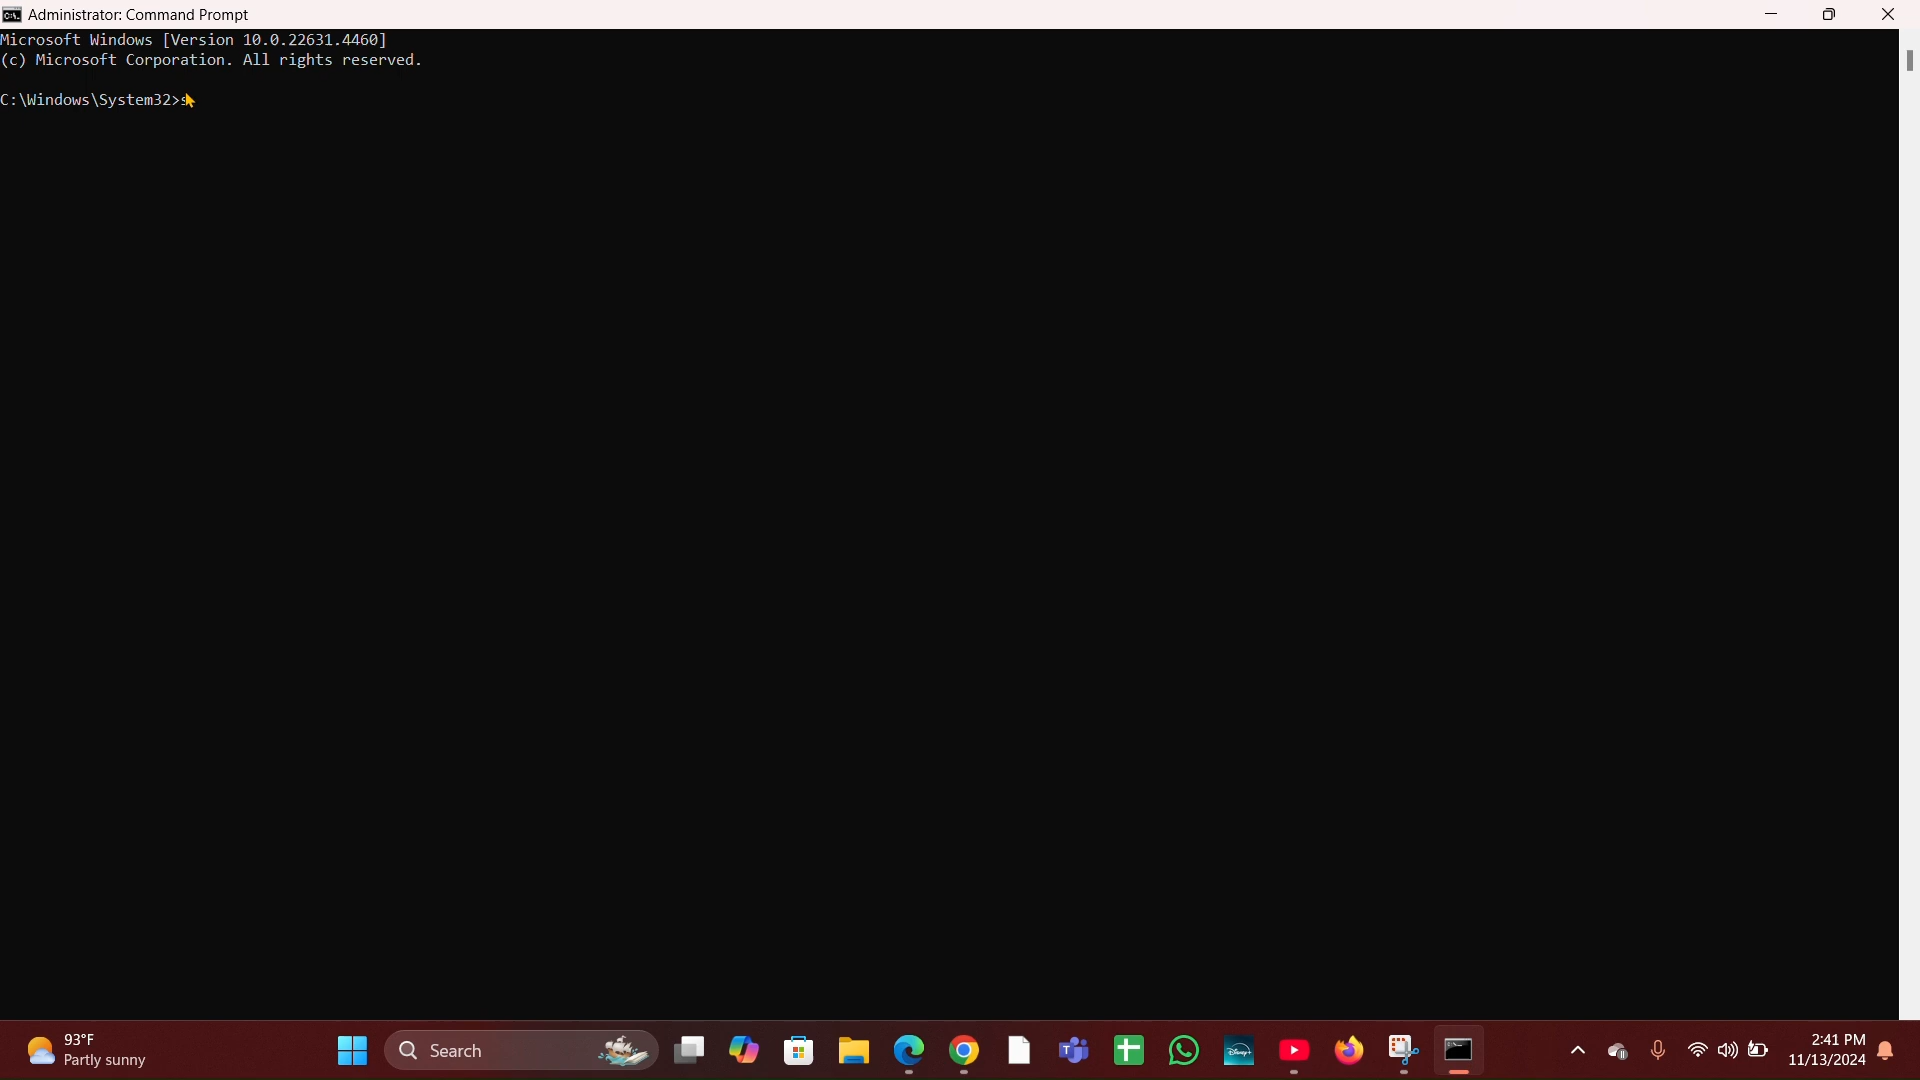 Administrator: Command Prompt
Microsoft Windows [Version 10.0.22631.4460]
(c) Microsoft Corporation. All rights reserved.
C:\Windows\System32>s
93°F
Partly sunny
Search
2:41 PM
11/13/2024